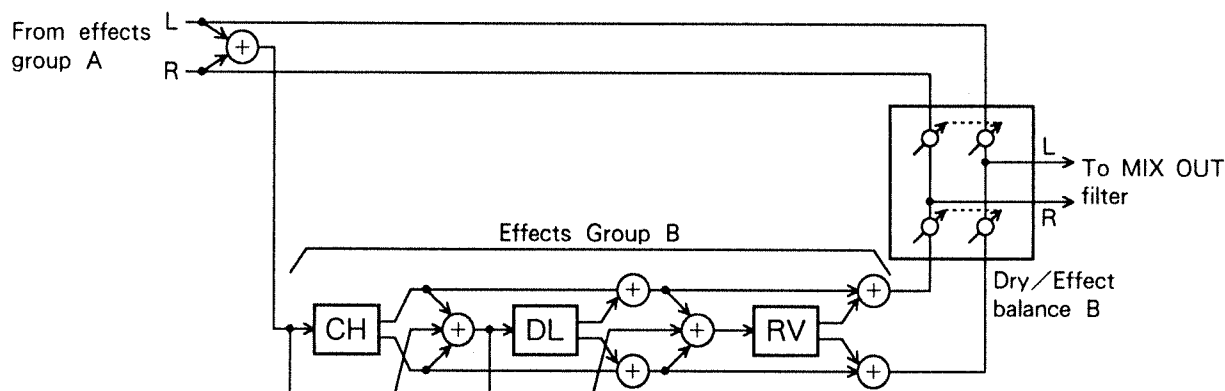 From effects
group A
L
R
+
L
To MIX OUT
filter
R
Effects Group B
Dry/Effect
balance B
+
+
CH
+
DL
+
RV
+
+